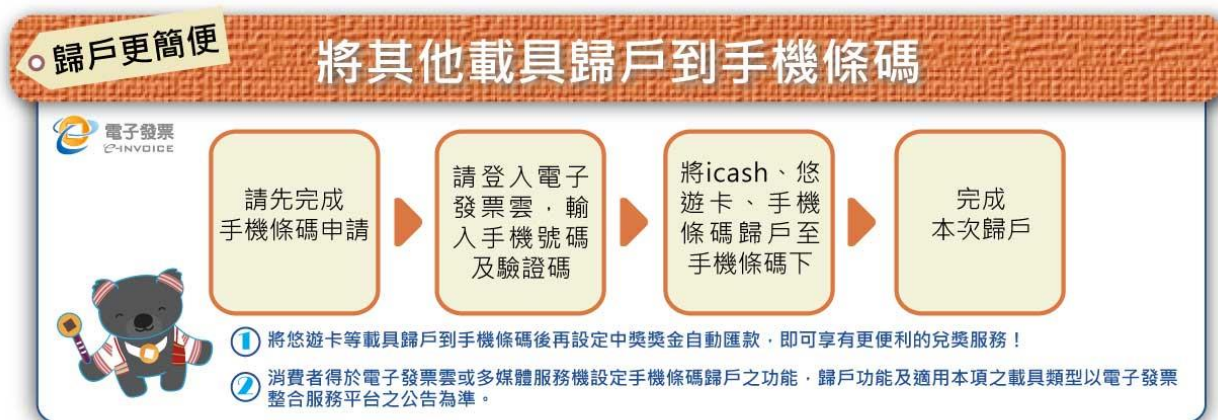 歸戶更簡便
將其他載具歸戶到手機條碼
電子發票
E-INVOICE
請先完成
手機條碼申請
請登入電子
發票雲，輸
入手機號碼
及驗證碼
將icash、悠
遊卡、手機
條碼歸戶至
手機條碼下
完成
本次歸戶
1 將悠遊卡等載具歸戶到手機條碼後再設定中獎獎金自動匯款，即可享有更便利的兌獎服務！
2 消費者得於電子發票雲或多媒體服務機設定手機條碼歸戶之功能，歸戶功能及適用本項之載具類型以電子發票
整合服務平台之公告為準。